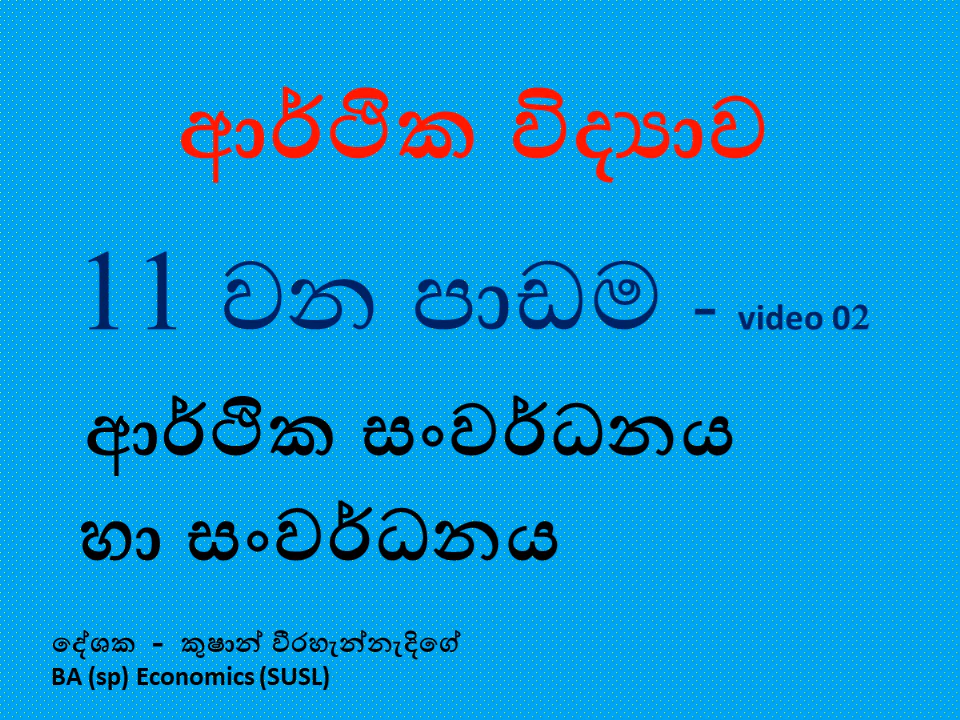 ආර්ථික විද්‍යාව
11 වන පාඩම - video 02
ආර්ථික සංවර්ධනය
හා සංවර්ධනය
දේශක - කුෂාන් වීරහැන්නැදිගේ
BA (sp) Economics (SUSL)